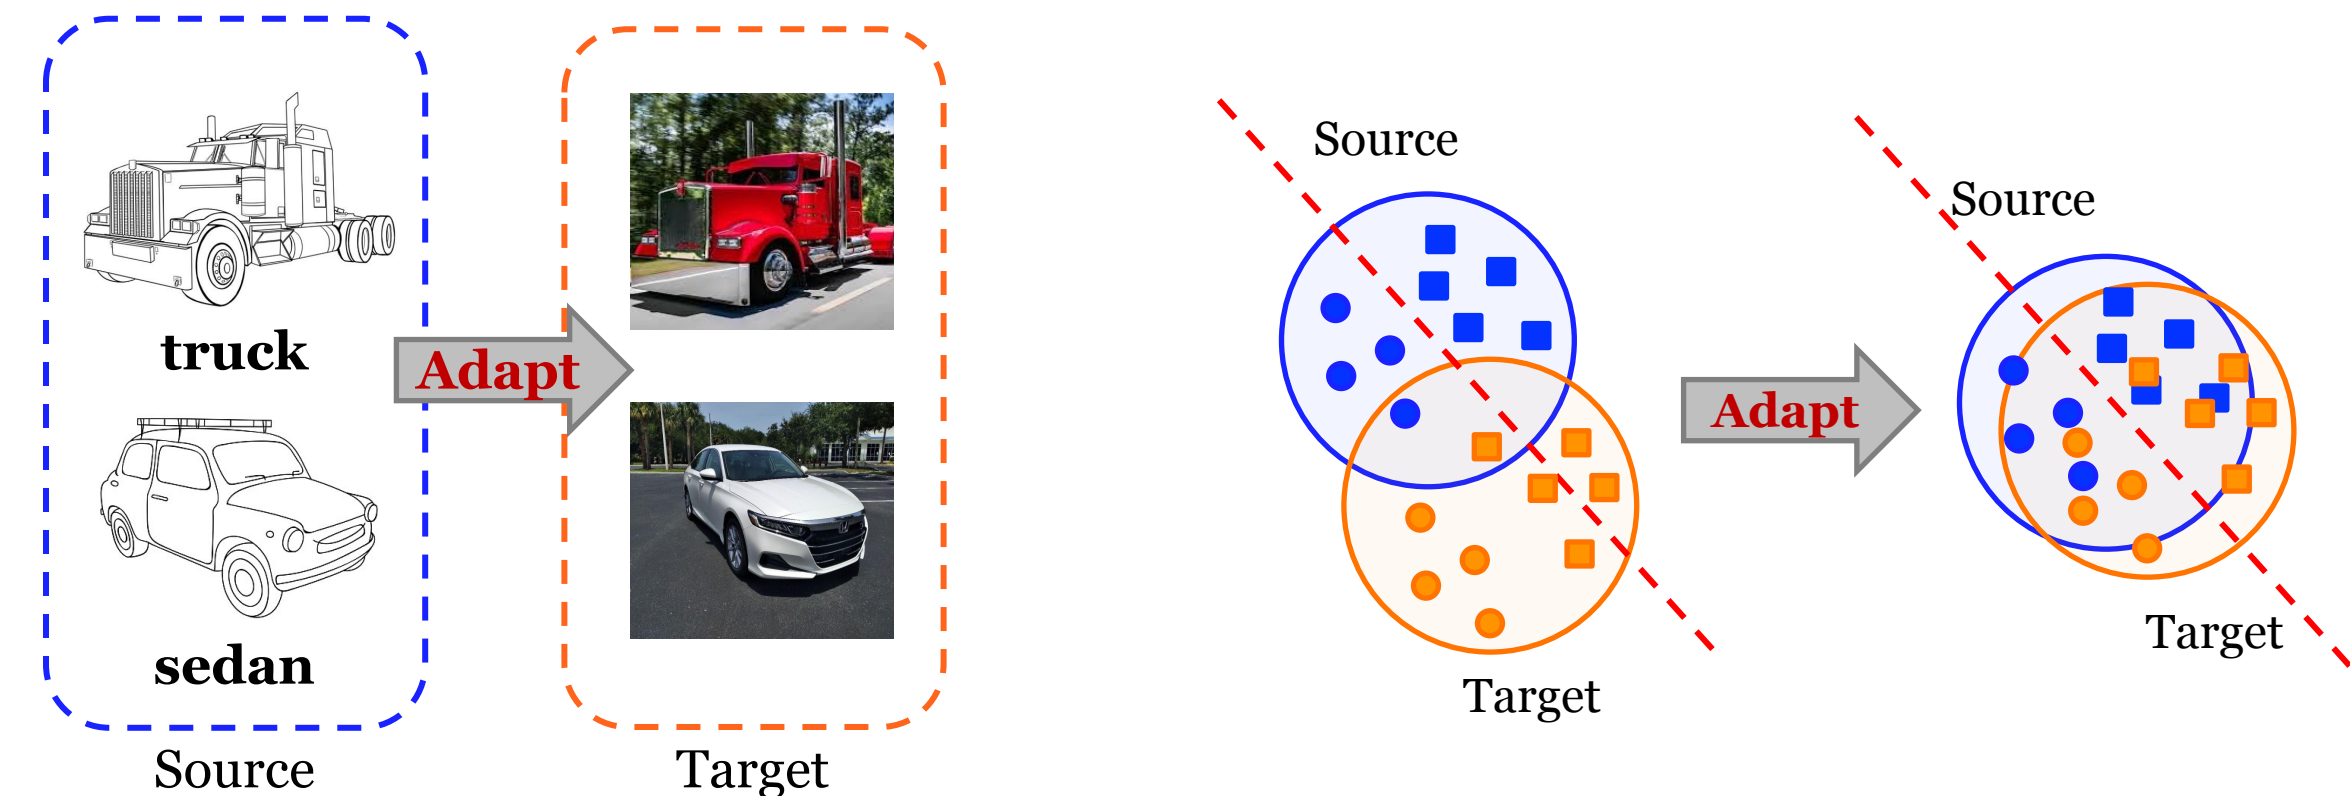 truck
sedan
Source
Adapt
Target
Source
Target
Adapt
Source
Target